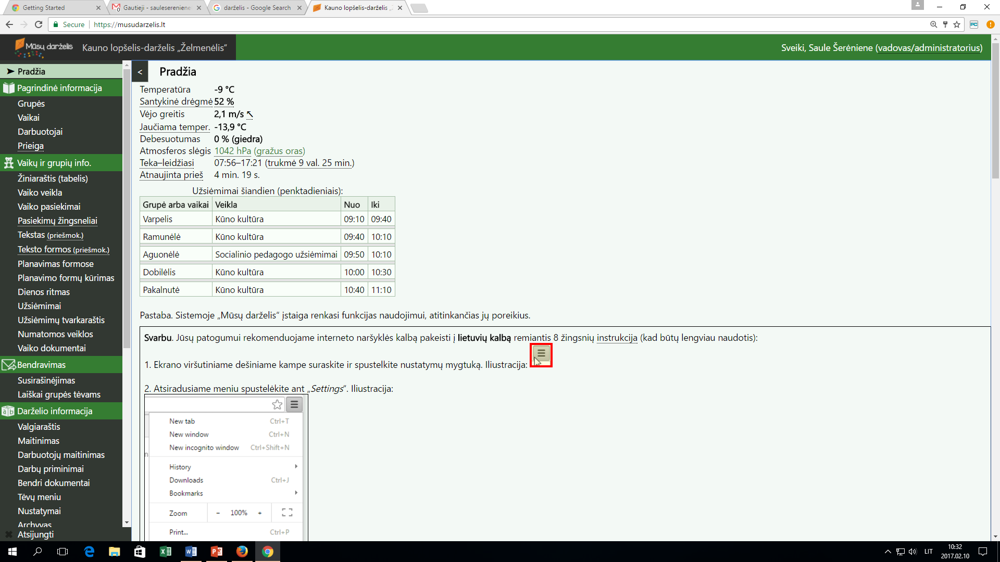 Getting Started
Gautieji - saulesereniene
darželis - Google Search
Kauno lopšelis-darželis „
Secure
https://musudarzelis.lt
PC
Mūsų darželis
Kauno lopšelis-darželis „Želmenėlis“
Sveiki, Saule Šerėniene (vadovas/administratorius)
Pradžia
Pagrindinė informacija
Grupės
Vaikai
Darbuotojai
Prieiga
Vaikų ir grupių info.
Žiniaraštis (tabelis)
Vaiko veikla
Vaiko pasiekimai
Pasiekimų žingsneliai
Tekstas (priešmok.)
Teksto formos (priešmok.)
Planavimas formose
Planavimo formų kūrimas
Dienos ritmas
Užsiėmimai
Užsiėmimų tvarkaraštis
Numatomos veiklos
Vaiko dokumentai
Bendravimas
Susirašinėjimas
Laiškai grupės tėvams
Darželio informacija
Valgiaraštis
Maitinimas
Darbuotojų maitinimas
Darbų priminimai
Bendri dokumentai
Tėvų meniu
Nustatymai
Archyvas
Atsijungti
< Pradžia
Temperatūra -9 °C
Santykinė drėgmė 52 %
Vėjo greitis 2,1 m/s ↖
Jaučiama temper. -13,9 °C
Debesuotumas 0 % (giedra)
Atmosferos slėgis 1042 hPa (gražus oras)
Teka–leidžiasi 07:56–17:21 (trukmė 9 val. 25 min.)
Atnaujinta prieš 4 min. 19 s.
Užsiėmimai šiandien (penktadieniais):
Grupė arba vaikai Veikla Nuo Iki
Varpelis Kūno kultūra 09:10 09:40
Ramunėlė Kūno kultūra 09:40 10:10
Aguonėlė Socialinio pedagogo užsiėmimai 09:50 10:10
Dobilėlis Kūno kultūra 10:00 10:30
Pakalnutė Kūno kultūra 10:40 11:10
Pastaba. Sistemoje „Mūsų darželis“ įstaiga renkasi funkcijas naudojimui, atitinkančias jų poreikius.
Svarbu. Jūsų patogumui rekomenduojame interneto naršyklės kalbą pakeisti į lietuvių kalbą remiantis 8 žingsnių instrukcija (kad būtų lengviau naudotis):
1. Ekrano viršutiniame dešiniame kampe suraskite ir spustelkite nustatymų mygtuką. Iliustracija:
2. Atsiradusiame meniu spustelėkite ant „Settings“. Iliustracija:
New tab Ctrl+T
New window Ctrl+N
New incognito window Ctrl+Shift+N
History
Downloads Ctrl+J
Bookmarks
Zoom - 100% +
Print... Ctrl+P
LIT
10:32
2017.02.10